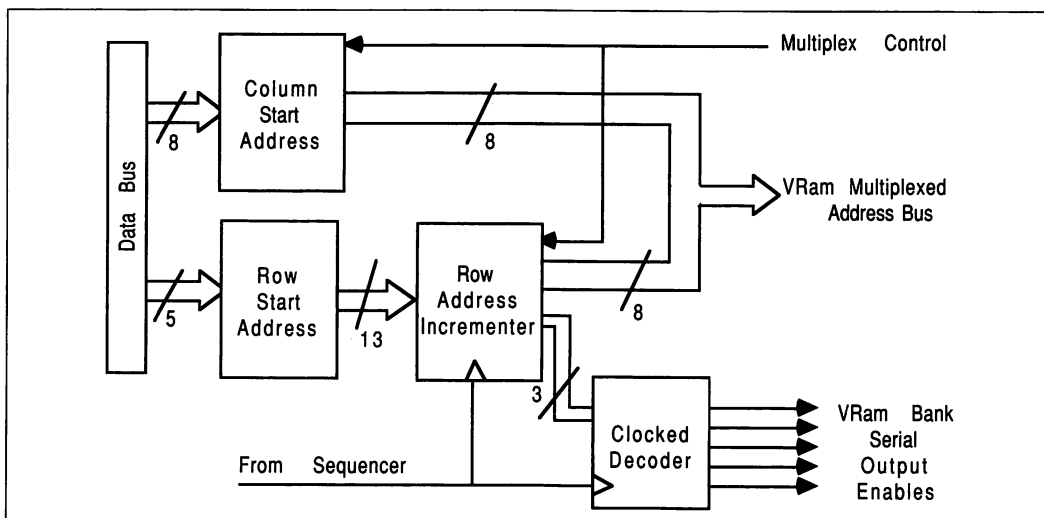 Multiplex Control
Column
Start
Address
8
8
Data Bus
VRam Multiplexed
Address Bus
Row
Start
Address
5
13
Row
Address
Incrementer
8
3
Clocked
Decoder
VRam Bank
Serial
Output
Enables
From Sequencer